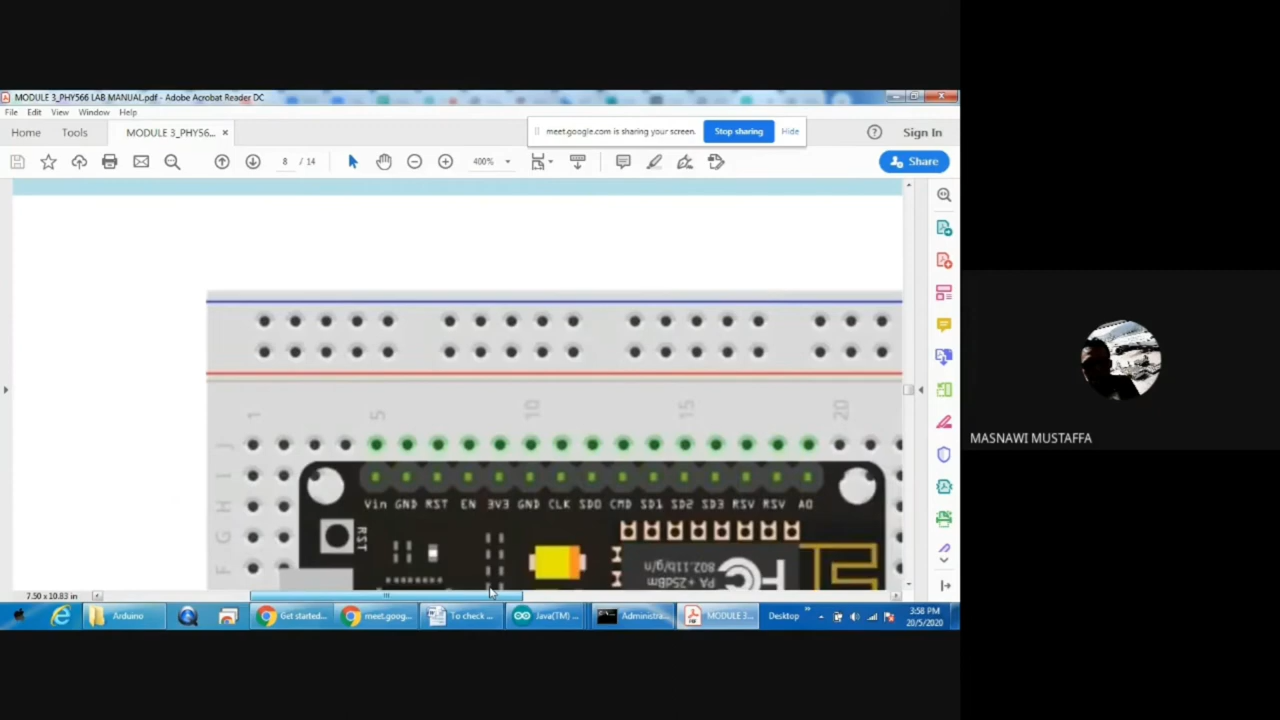 MODULE 3_PHY566 LAB MANUAL.pdf - Adobe Acrobat Reader DC
File Edit View Window Help
Home Tools MODULE 3_PHY56... ×
meet.google.com is sharing your screen. Stop sharing Hide
Sign In
8 / 14 400%
Share
1 5 10 15 20
J
I
H
G
F
Vin GND RST EN 3V3 GND CLK SD0 CMD SD1 SD2 SD3 RSV RSV A0
RST
802.11b/g/n
PA +25dBm
MASNAWI MUSTAFFA
7.50 x 10.83 in
Arduino Get started... meet.goog... To check ... Java(TM) ... Administra... MODULE 3... Desktop » 3:58 PM
20/5/2020